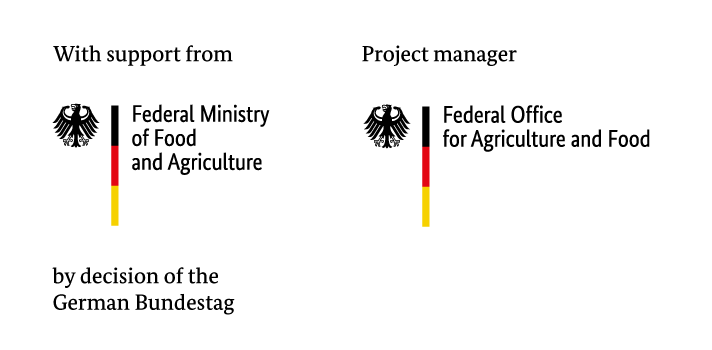 With support from
Federal Ministry
of Food
and Agriculture
by decision of the
German Bundestag
Project manager
Federal Office
for Agriculture and Food